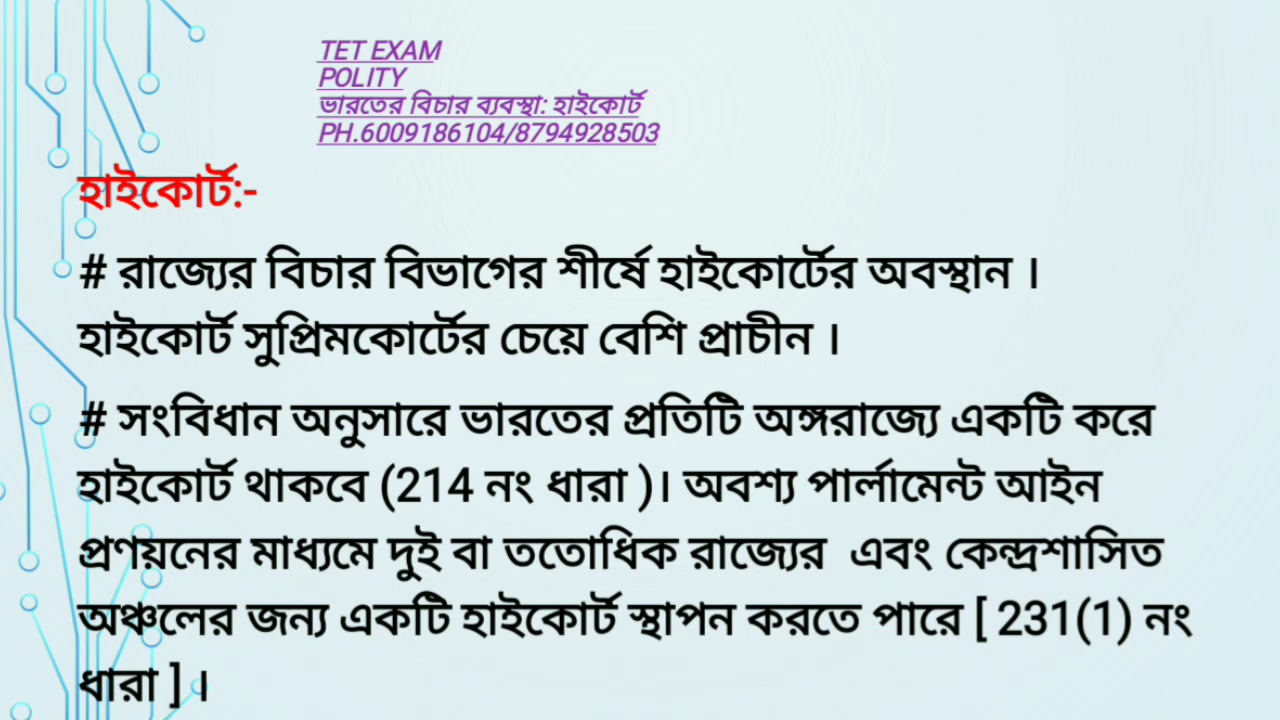 TET EXAM
POLITY
ভারতের বিচার ব্যবস্থা: হাইকোর্ট
PH.6009186104/8794928503
হাইকোর্ট:-
# রাজ্যের বিচার বিভাগের শীর্ষে হাইকোর্টের অবস্থান ।
হাইকোর্ট সুপ্রিমকোর্টের চেয়ে বেশি প্রাচীন ।
# সংবিধান অনুসারে ভারতের প্রতিটি অঙ্গরাজ্যে একটি করে
হাইকোর্ট থাকবে (214 নং ধারা )। অবশ্য পার্লামেন্ট আইন
প্রণয়নের মাধ্যমে দুই বা ততোধিক রাজ্যের এবং কেন্দ্রশাসিত
অঞ্চলের জন্য একটি হাইকোর্ট স্থাপন করতে পারে [ 231(1) নং
ধারা ] ।